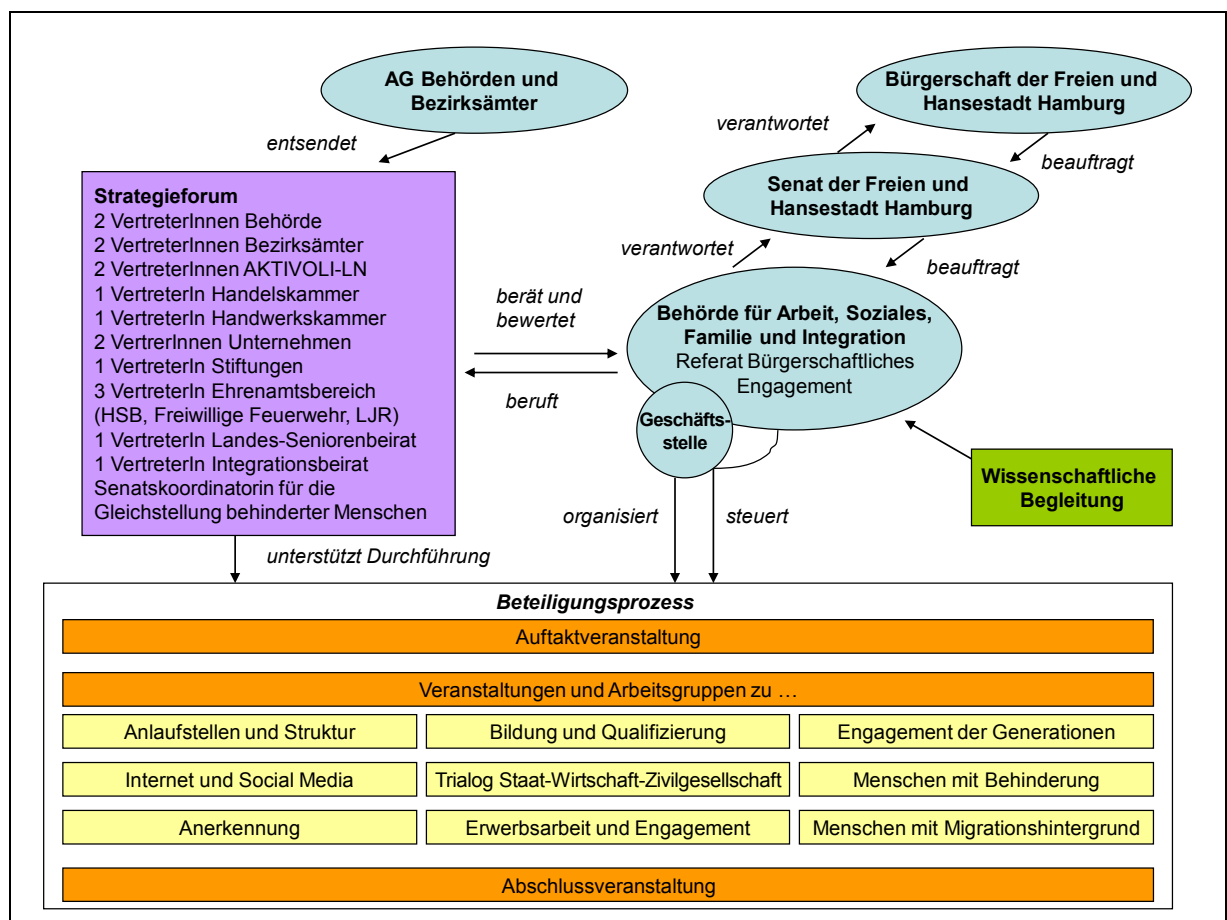 AG Behörden und
Bezirksämter
Bürgerschaft der Freien und
Hansestadt Hamburg
entsendet
verantwortet
beauftragt
Senat der Freien und
Hansestadt Hamburg
verantwortet
beauftragt
Strategieforum
2 VertreterInnen Behörde
2 VertreterInnen Bezirksämter
2 VertreterInnen AKTIVOLI-LN
1 VertreterIn Handelskammer
1 VertreterIn Handwerkskammer
2 VertrerInnen Unternehmen
1 VertreterIn Stiftungen
3 VertreterIn Ehrenamtsbereich
(HSB, Freiwillige Feuerwehr, LJR)
1 VertreterIn Landes-Seniorenbeirat
1 VertreterIn Integrationsbeirat
Senatskoordinatorin für die
Gleichstellung behinderter Menschen
berät und
bewertet
beruft
Behörde für Arbeit, Soziales,
Familie und Integration
Referat Bürgerschaftliches
Engagement
Geschäfts-
stelle
Wissenschaftliche
Begleitung
organisiert
steuert
unterstützt Durchführung
Beteiligungsprozess
Auftaktveranstaltung
Veranstaltungen und Arbeitsgruppen zu …
Anlaufstellen und Struktur
Bildung und Qualifizierung
Engagement der Generationen
Internet und Social Media
Trialog Staat-Wirtschaft-Zivilgesellschaft
Menschen mit Behinderung
Anerkennung
Erwerbsarbeit und Engagement
Menschen mit Migrationshintergrund
Abschlussveranstaltung